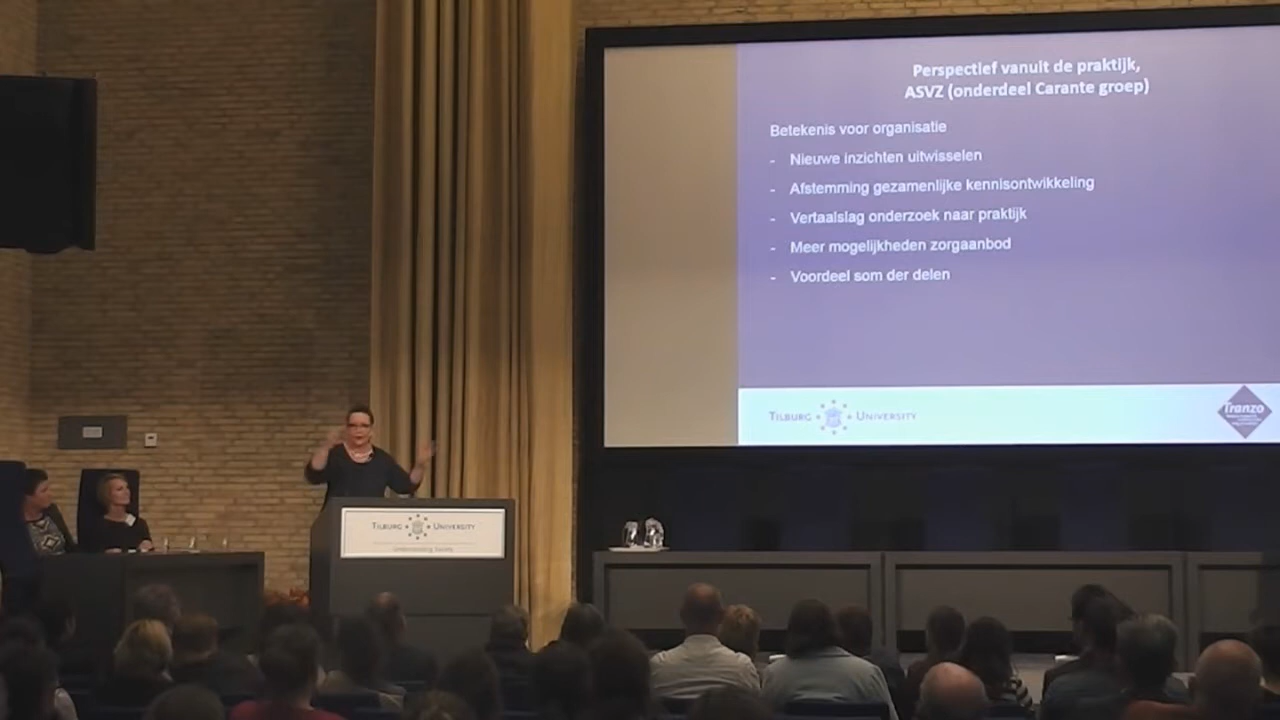 Perspectief vanuit de praktijk,
ASVZ (onderdeel Carante groep)
Betekenis voor organisatie
- Nieuwe inzichten uitwisselen
- Afstemming gezamenlijke kennisontwikkeling
- Vertaalslag onderzoek naar praktijk
- Meer mogelijkheden zorgaanbod
- Voordeel som der delen
TILBURG UNIVERSITY
Tranzo
TILBURG UNIVERSITY
Understanding Society